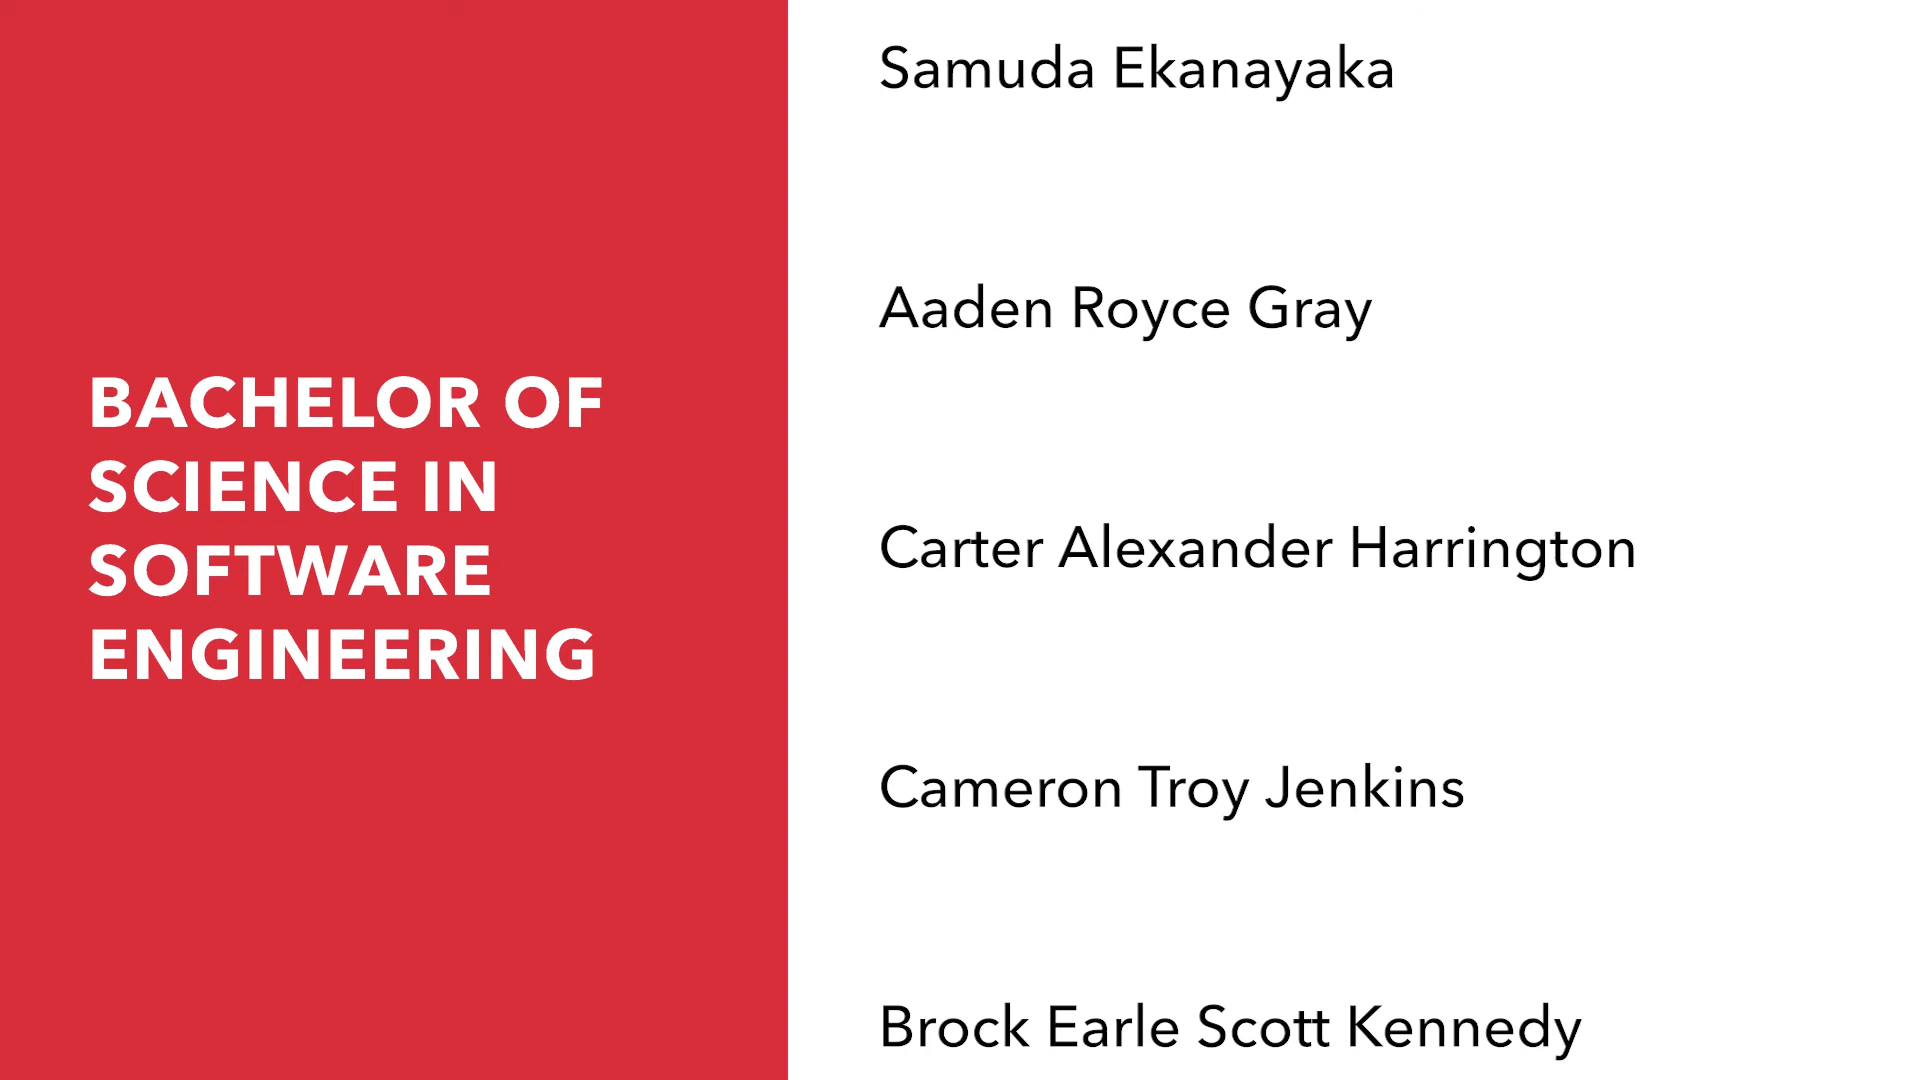 BACHELOR OF
SCIENCE IN
SOFTWARE
ENGINEERING
Samuda Ekanayaka
Aaden Royce Gray
Carter Alexander Harrington
Cameron Troy Jenkins
Brock Earle Scott Kennedy